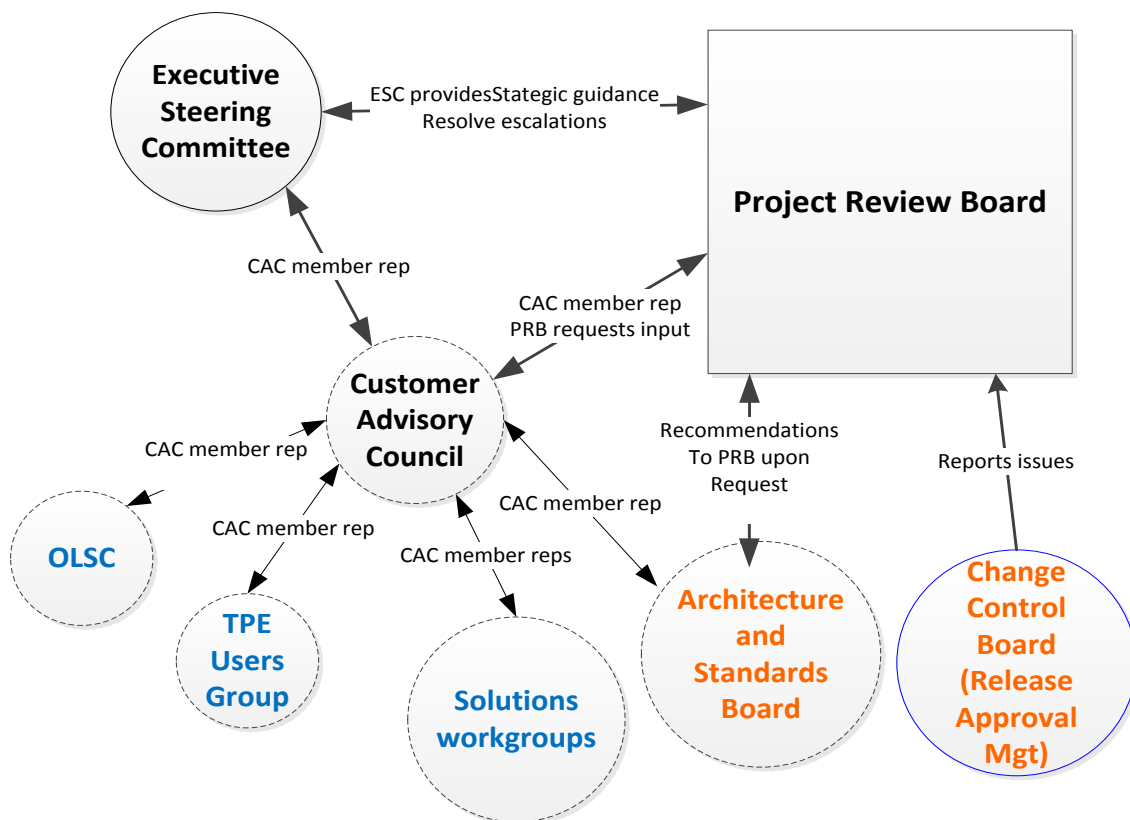 Executive
Steering
Committee
ESC providesStategic guidance
Resolve escalations
Project Review Board
CAC member rep
CAC member rep
PRB requests input
Customer
Advisory
Council
CAC member rep
Recommendations
To PRB upon
Request
Reports issues
CAC member rep
CAC member rep
CAC member reps
OLSC
TPE
Users
Group
Solutions
workgroups
Architecture
and
Standards
Board
Change
Control
Board
(Release
Approval
Mgt)